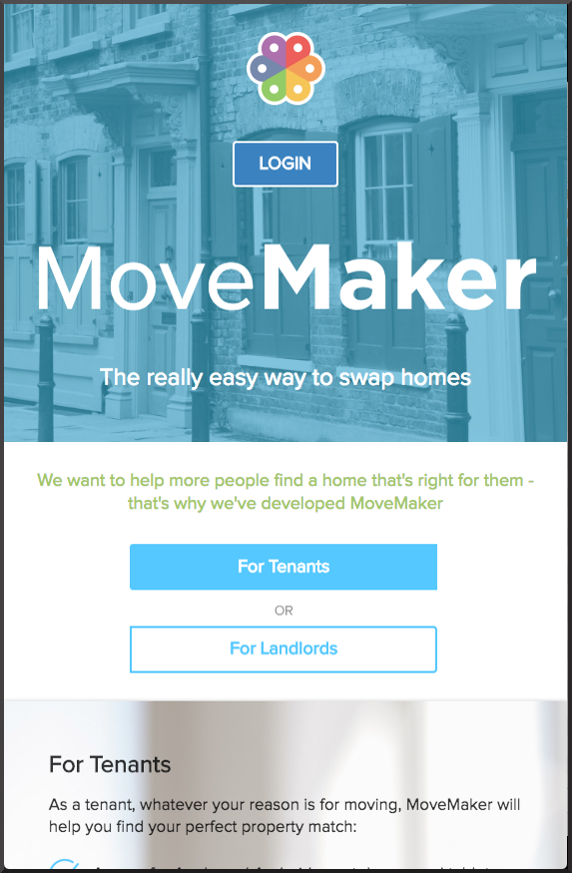 LOGIN
MoveMaker
The really easy way to swap homes
We want to help more people find a home that's right for them -
that's why we've developed MoveMaker
For Tenants
OR
For Landlords
For Tenants
As a tenant, whatever your reason is for moving, MoveMaker will
help you find your perfect property match: